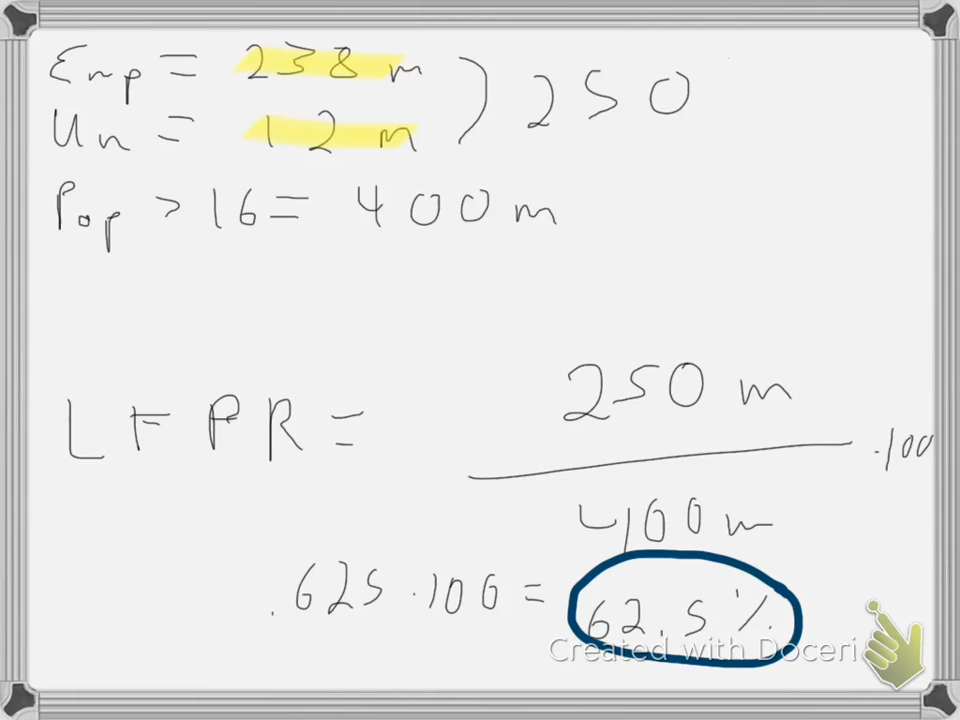 Emp = 238 m ) 250
Un = 12 m
Pop > 16 = 400 m
LFPR = 250 m
.100
400 m
.625 .100 = 62.5%
Created with Doceri